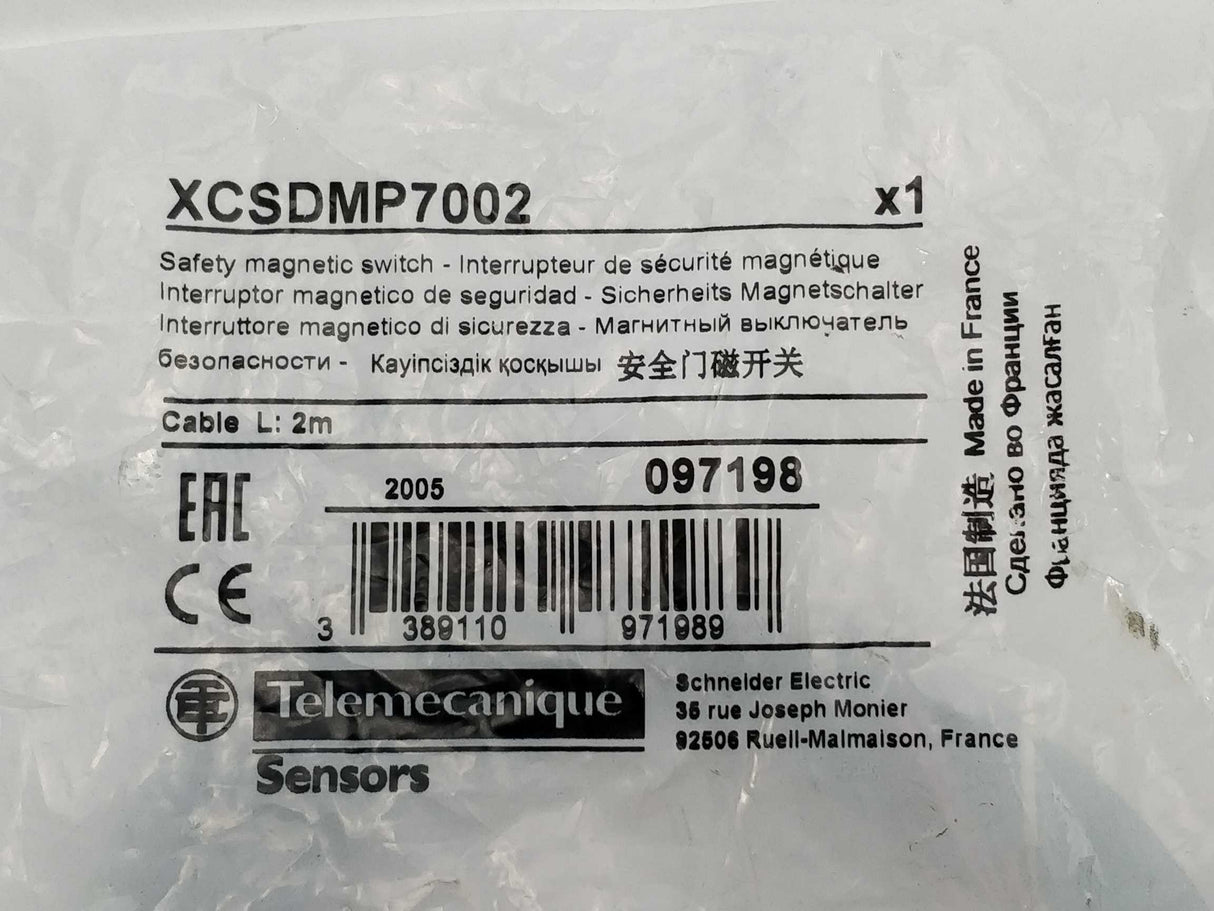 XCSDMP7002 x1
Safety magnetic switch - Interrupteur de sécurité magnétique
Interruptor magnetico de seguridad - Sicherheits Magnetschalter
Interruttore magnetico di sicurezza - Магнитный выключатель
безопасности - Кауіпсіздік қосқышы 安全门磁开关
Cable L: 2m
EAC
CE
2005 097198
3 389110 971989
Telemecanique
Sensors
Schneider Electric
35 rue Joseph Monier
92506 Rueil-Malmaison, France
法国制造 Made in France
Сделано во Франции
Францияда жасалған